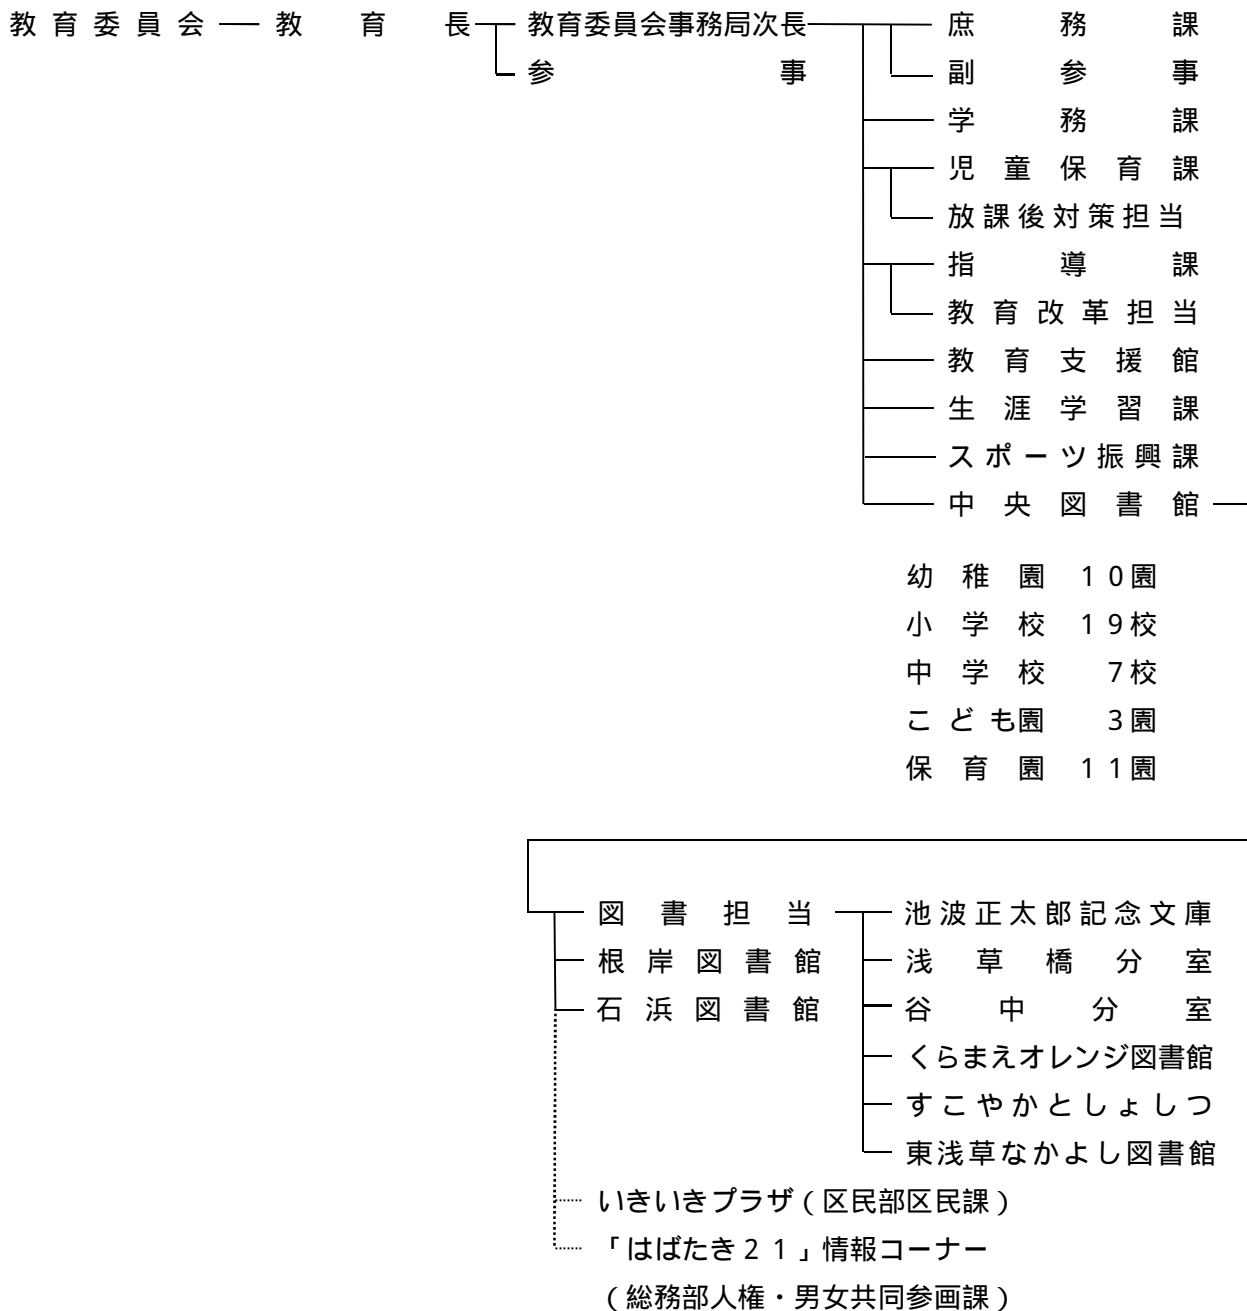 教育委員会 教育長 教育委員会事務局次長 庶務課
参事 副参事
学務課
児童保育課
放課後対策担当
指導課
教育改革担当
教育支援館
生涯学習課
スポーツ振興課
中央図書館
幼稚園 10園
小学校 19校
中学校 7校
こども園 3園
保育園 11園
図書担当 池波正太郎記念文庫
根岸図書館 浅草橋分室
石浜図書館 谷中分室
くらまえオレンジ図書館
すこやかとしょしつ
東浅草なかよし図書館
いきいきプラザ(区民部区民課)
「はばたき21」情報コーナー
(総務部人権・男女共同参画課)